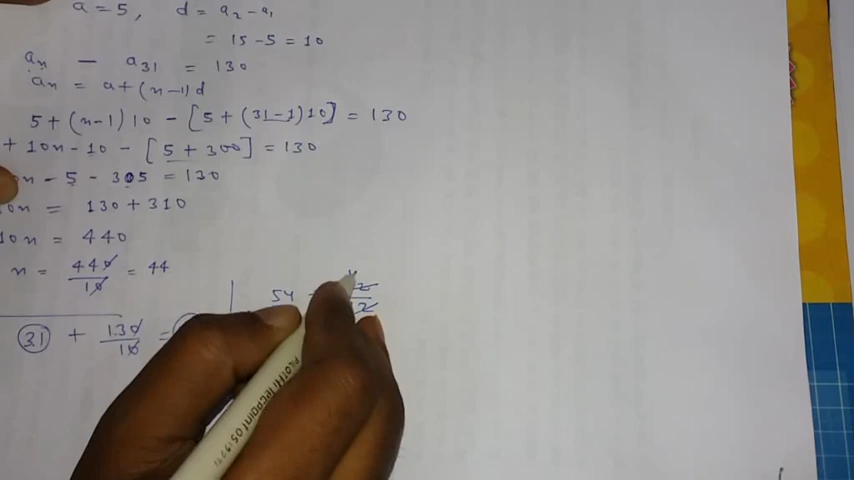 a = 5, d = a₂ - a₁
= 15 - 5 = 10
aₙ - a₃₁ = 130
aₙ = a + (n-1) d
5 + (n-1) 10 - [5 + (31-1) 10] = 130
+ 10n - 10 - [5 + 300] = 130
n - 5 - 305 = 130
10n = 130 + 310
10n = 440
n = 440/10 = 44
31 + 130/10 =
54